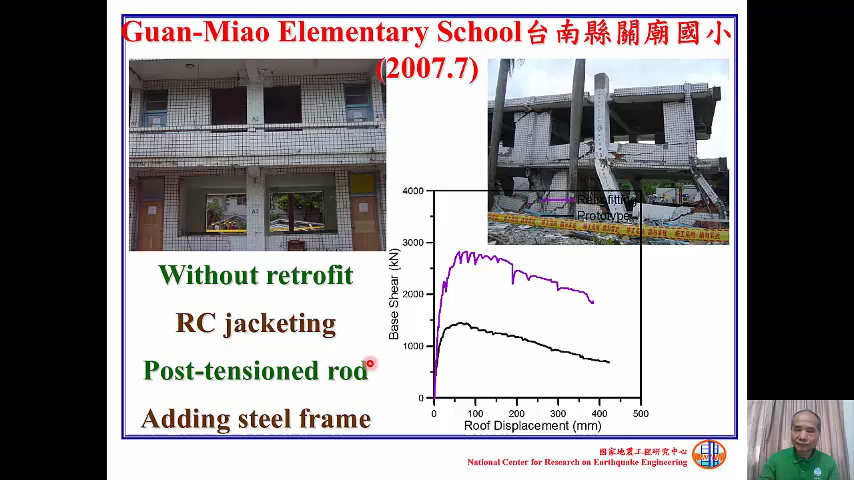 Guan-Miao Elementary School台南縣關廟國小
(2007.7)
Without retrofit
RC jacketing
Post-tensioned rod
Adding steel frame
Retrofitting
Prototype
Base Shear (kN)
4000
3000
2000
1000
0
0 100 200 300 400 500
Roof Displacement (mm)
國家地震工程研究中心
National Center for Research on Earthquake Engineering